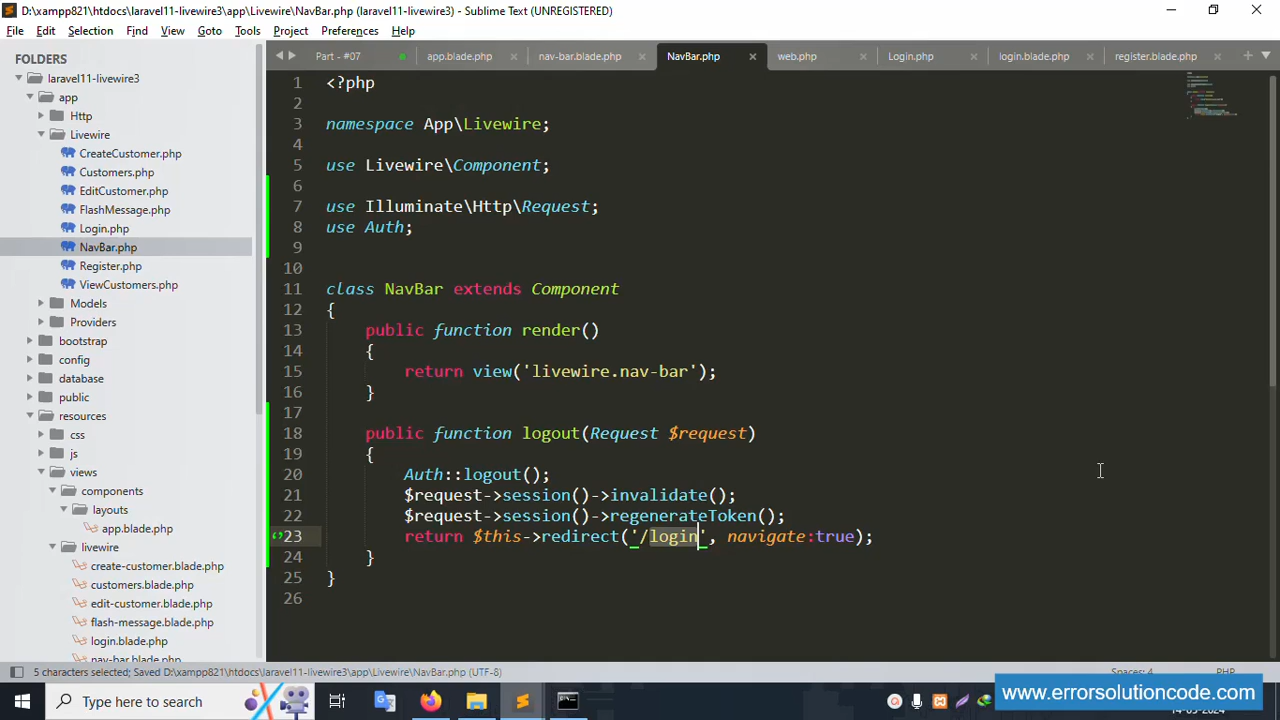 D:\xampp821\htdocs\laravel11-livewire3\app\Livewire\NavBar.php (laravel11-livewire3) - Sublime Text (UNREGISTERED)
File Edit Selection Find View Goto Tools Project Preferences Help
FOLDERS
laravel11-livewire3
app
Http
Livewire
CreateCustomer.php
Customers.php
EditCustomer.php
FlashMessage.php
Login.php
NavBar.php
Register.php
ViewCustomers.php
Models
Providers
bootstrap
config
database
public
resources
css
js
views
components
layouts
app.blade.php
livewire
create-customer.blade.php
customers.blade.php
edit-customer.blade.php
flash-message.blade.php
login.blade.php
nav-bar.blade.php
Part - #07 app.blade.php nav-bar.blade.php NavBar.php web.php Login.php login.blade.php register.blade.php
1 <?php
2
3 namespace App\Livewire;
4
5 use Livewire\Component;
6
7 use Illuminate\Http\Request;
8 use Auth;
9
10
11 class NavBar extends Component
12 {
13 public function render()
14 {
15 return view('livewire.nav-bar');
16 }
17
18 public function logout(Request $request)
19 {
20 Auth::logout();
21 $request->session()->invalidate();
22 $request->session()->regenerateToken();
23 return $this->redirect('/login', navigate:true);
24 }
25 }
26
5 characters selected; Saved D:\xampp821\htdocs\laravel11-livewire3\app\Livewire\NavBar.php (UTF-8)
Spaces: 4 PHP
Type here to search
www.errorsolutioncode.com